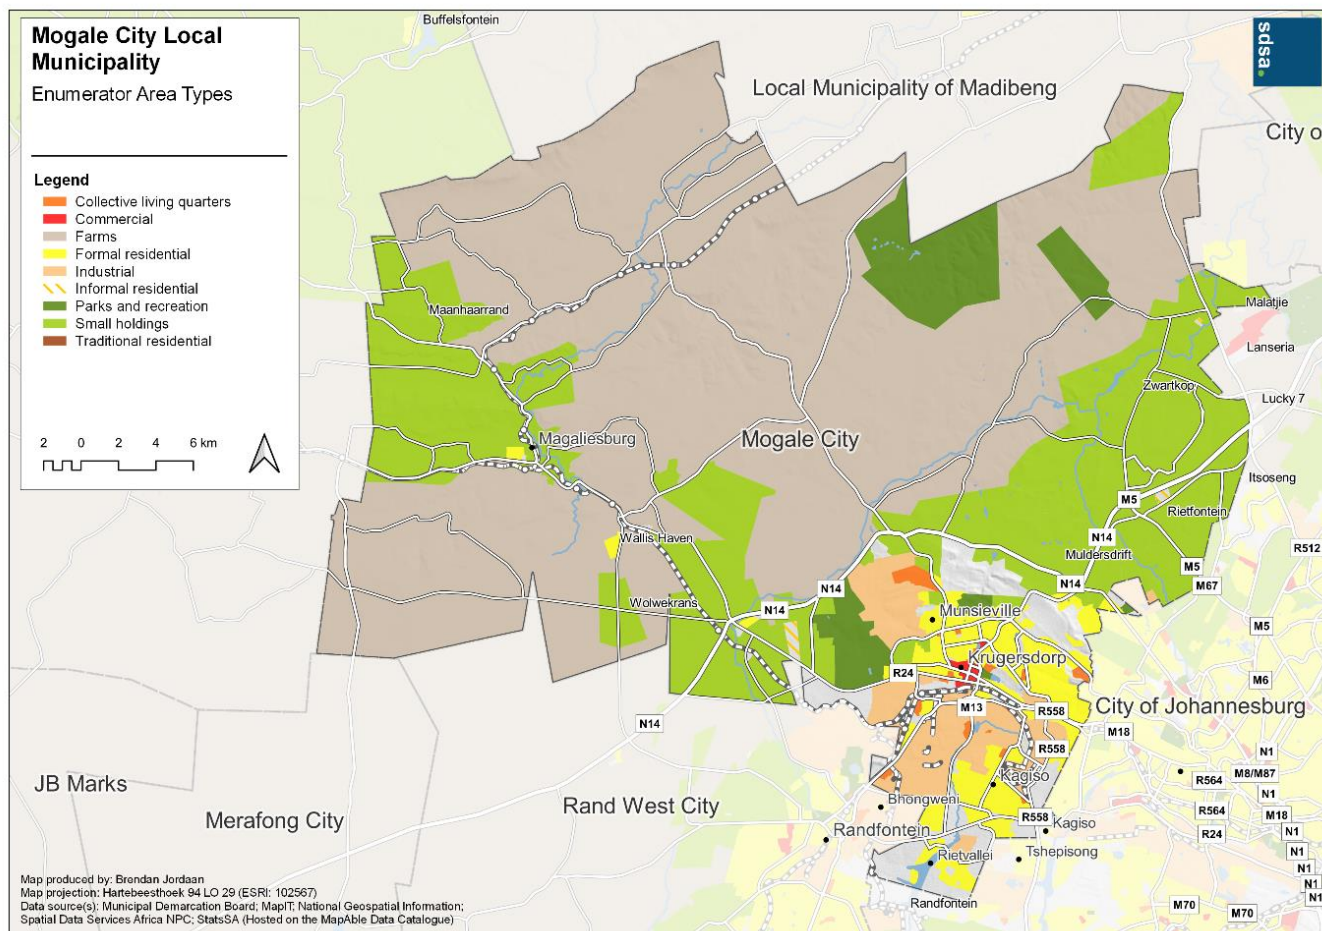 Mogale City Local
Municipality
Enumerator Area Types
Legend
Collective living quarters
Commercial
Farms
Formal residential
Industrial
Informal residential
Parks and recreation
Small holdings
Traditional residential
2 0 2 4 6 km
sdsa.
Buffelsfontein
Local Municipality of Madibeng
City o
Malatjie
Maanhaarrand
Lanseria
Zwartkop
Lucky 7
Magaliesburg
Mogale City
Itsoseng
M5
Rietfontein
Wallis Haven
N14
R512
Muldersdrift
M5
N14
M67
N14
Wolwekrans
N14
Munsieville
M5
Krugersdorp
R24
M6
M13
R558
City of Johannesburg
N14
M18
R558
N1
M8/M87
R564
Kagiso
N1
JB Marks
Rand West City
Bhongweni
R564
M18
Merafong City
R558
Kagiso
Randfontein
R24
N1
N1
Rietvallei
Tshepisong
N1
N1
N1
Randfontein
M70
M70
Map produced by: Brendan Jordaan
Map projection: Hartebeesthoek 94 LO 29 (ESRI: 102567)
Data source(s): Municipal Demarcation Board; MapIT; National Geospatial Information;
Spatial Data Services Africa NPC; StatsSA (Hosted on the MapAble Data Catalogue)